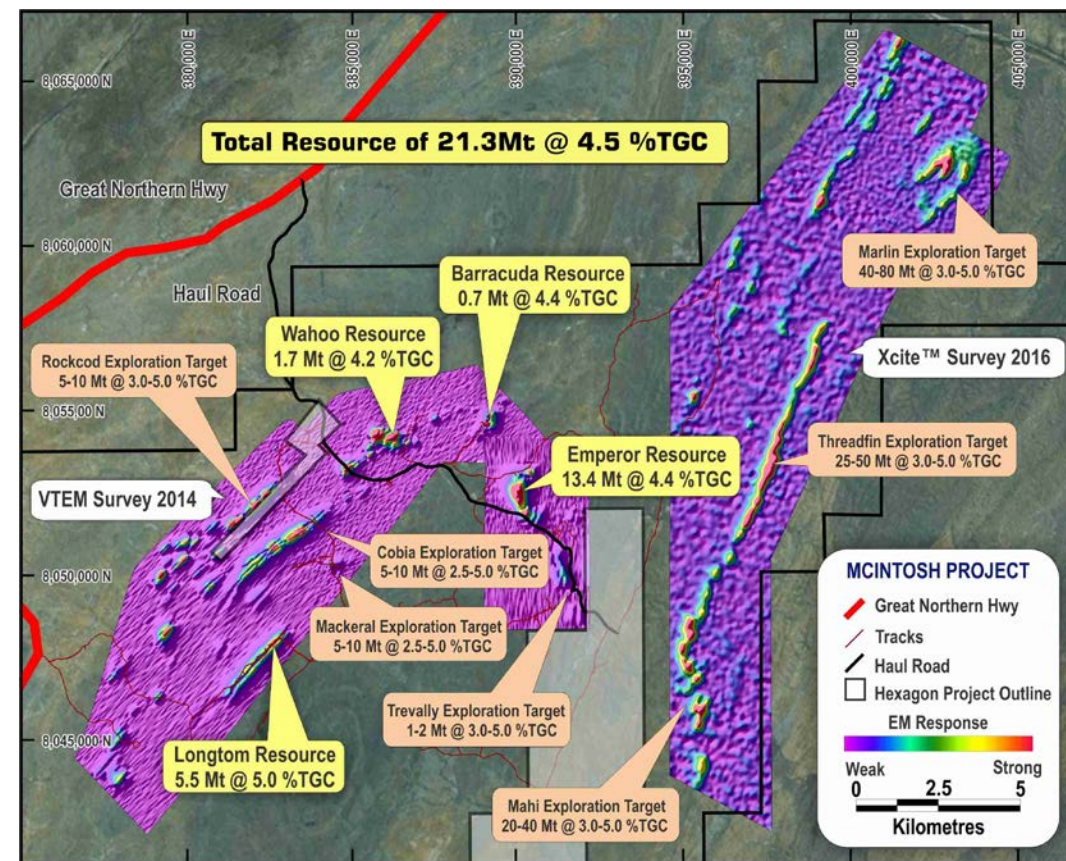 380,000 E
385,000 E
390,000 E
395,000 E
400,000 E
405,000 E
8,065,000 N
Total Resource of 21.3Mt @ 4.5 %TGC
Great Northern Hwy
8,060,000 N
Marlin Exploration Target
40-80 Mt @ 3.0-5.0 %TGC
Barracuda Resource
0.7 Mt @ 4.4 %TGC
Haul Road
Wahoo Resource
1.7 Mt @ 4.2 %TGC
Rockcod Exploration Target
5-10 Mt @ 3.0-5.0 %TGC
Xcite™ Survey 2016
8,055,000 N
Threadfin Exploration Target
25-50 Mt @ 3.0-5.0 %TGC
Emperor Resource
13.4 Mt @ 4.4 %TGC
VTEM Survey 2014
Cobia Exploration Target
5-10 Mt @ 2.5-5.0 %TGC
8,050,000 N
Mackeral Exploration Target
5-10 Mt @ 2.5-5.0 %TGC
Trevally Exploration Target
1-2 Mt @ 3.0-5.0 %TGC
8,045,000 N
Longtom Resource
5.5 Mt @ 5.0 %TGC
Mahi Exploration Target
20-40 Mt @ 3.0-5.0 %TGC
MCINTOSH PROJECT
Great Northern Hwy
Tracks
Haul Road
Hexagon Project Outline
EM Response
Weak Strong
0 2.5 5
Kilometres